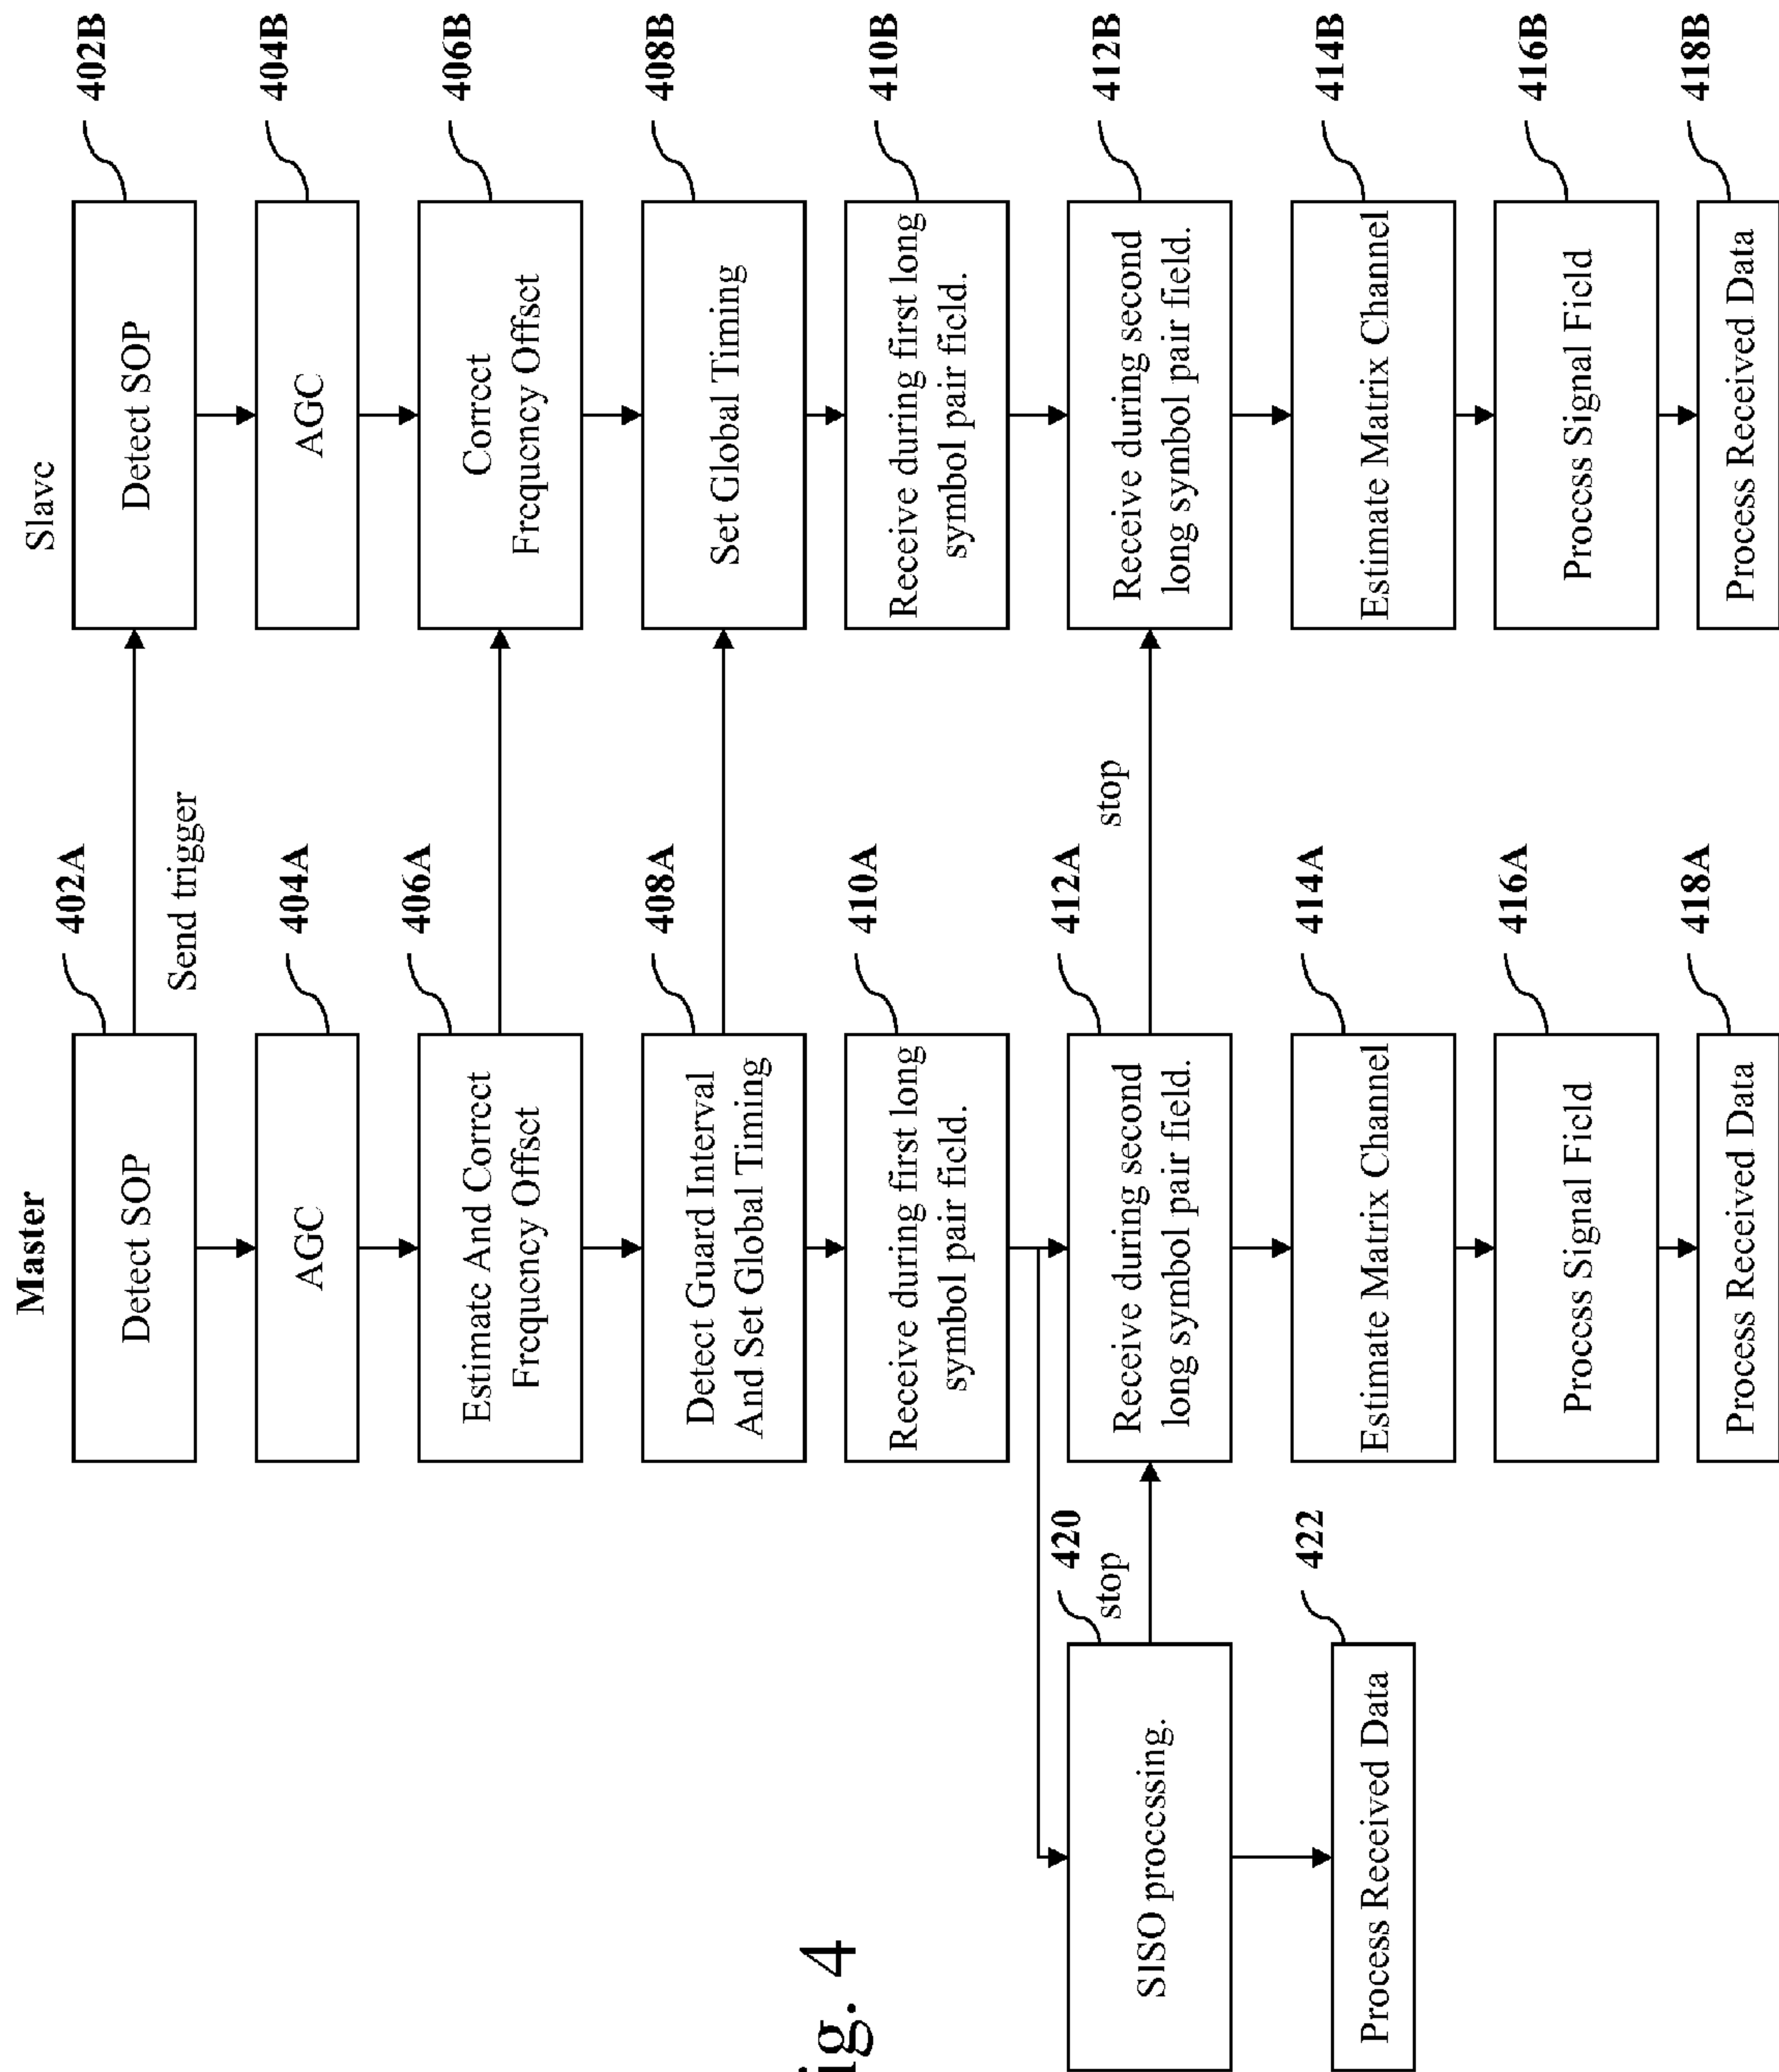 Master
Slave
402A
402B
Detect SOP
Send trigger
Detect SOP
404A
404B
AGC
AGC
406A
406B
Estimate And Correct
Frequency Offset
Correct
Frequency Offset
408A
408B
Detect Guard Interval
And Set Global Timing
Set Global Timing
410A
410B
Receive during first long
symbol pair field.
Receive during first long
symbol pair field.
420
412A
412B
SISO processing.
stop
Receive during second
long symbol pair field.
stop
Receive during second
long symbol pair field.
422
414A
414B
Process Received Data
Estimate Matrix Channel
Estimate Matrix Channel
416A
416B
Process Signal Field
Process Signal Field
418A
418B
Process Received Data
Process Received Data
ig. 4